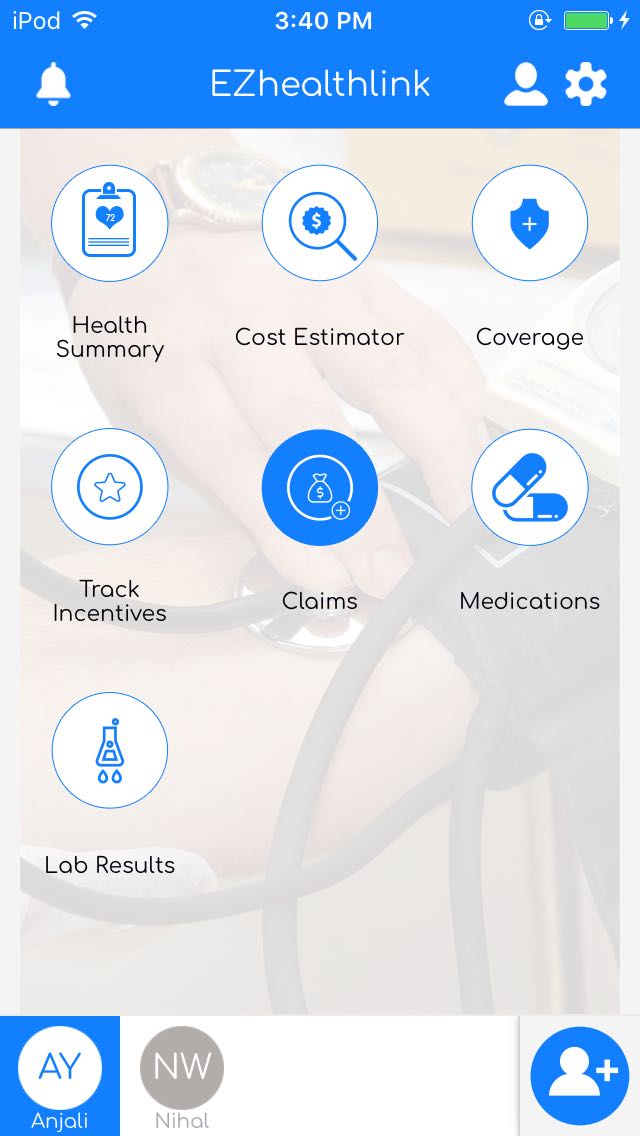 iPod 3:40 PM
EZhealthlink
72
$
Health
Summary
Cost Estimator
Coverage
$
Track
Incentives
Claims
Medications
Lab Results
AY
NW
Anjali
Nihal